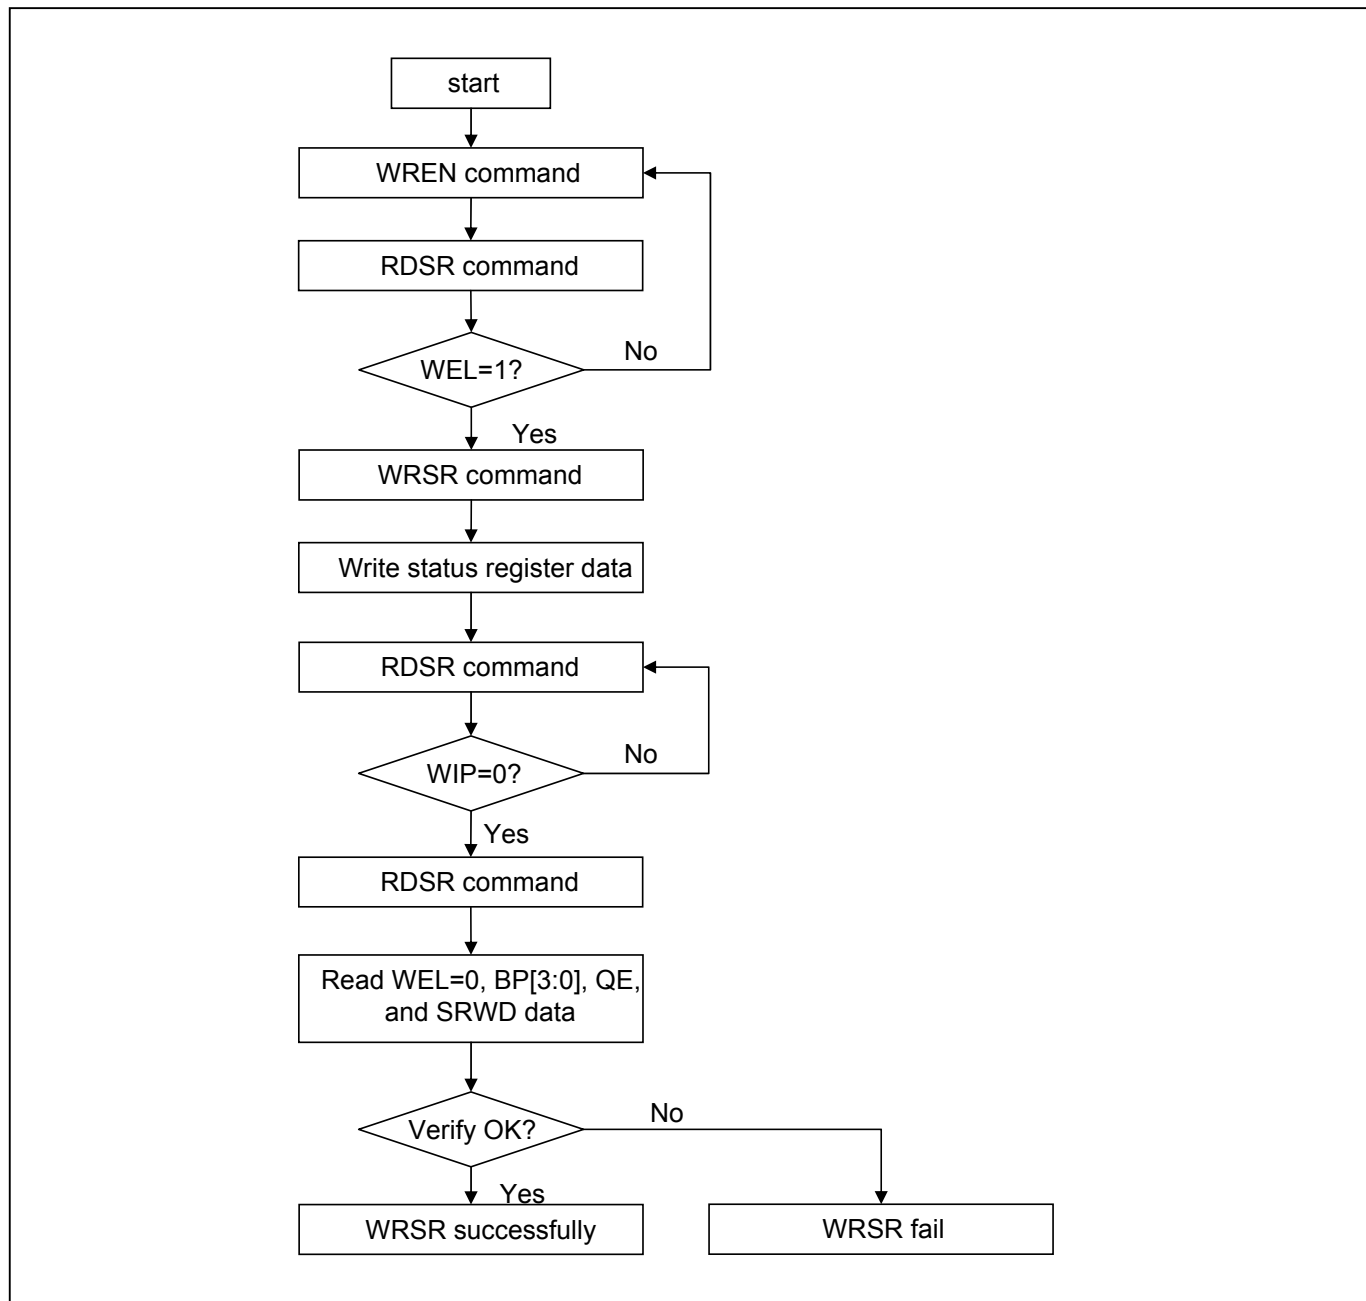 start
WREN command
RDSR command
WEL=1?
No
Yes
WRSR command
Write status register data
RDSR command
WIP=0?
No
Yes
RDSR command
Read WEL=0, BP[3:0], QE,
and SRWD data
Verify OK?
No
Yes
WRSR successfully
WRSR fail